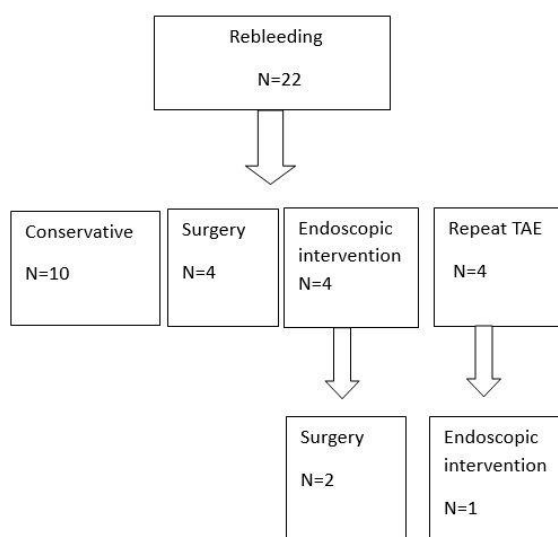 Rebleeding
N=22
Conservative
N=10
Surgery
N=4
Endoscopic
intervention
N=4
Repeat TAE
N=4
Surgery
N=2
Endoscopic
intervention
N=1